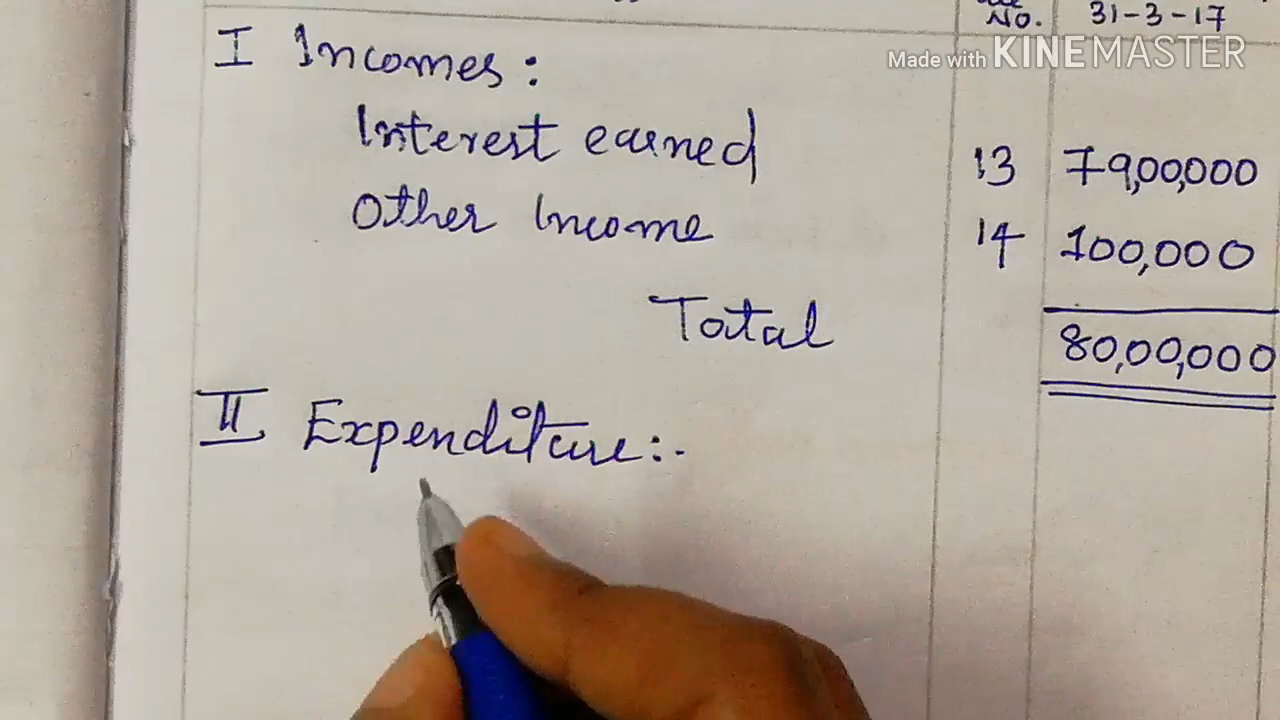 No. 31-3-17
Made with KINEMASTER
I Incomes:
Interest earned 13 79,00,000
Other Income 14 100,000
Total 80,00,000
II Expenditure:-